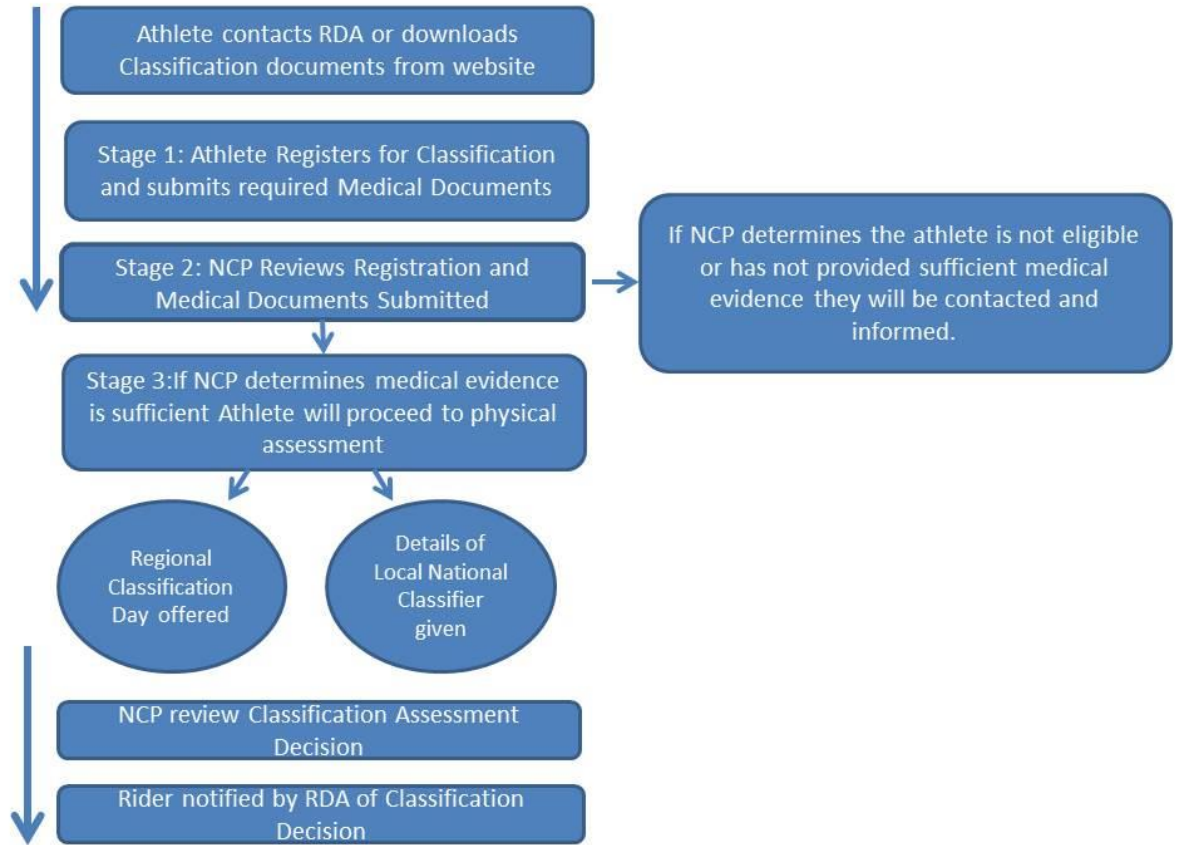 Athlete contacts RDA or downloads
Classification documents from website
Stage 1: Athlete Registers for Classification
and submits required Medical Documents
Stage 2: NCP Reviews Registration and
Medical Documents Submitted
If NCP determines the athlete is not eligible
or has not provided sufficient medical
evidence they will be contacted and
informed.
Stage 3:If NCP determines medical evidence
is sufficient Athlete will proceed to physical
assessment
Regional
Classification
Day offered
Details of
Local National
Classifier
given
NCP review Classification Assessment
Decision
Rider notified by RDA of Classification
Decision